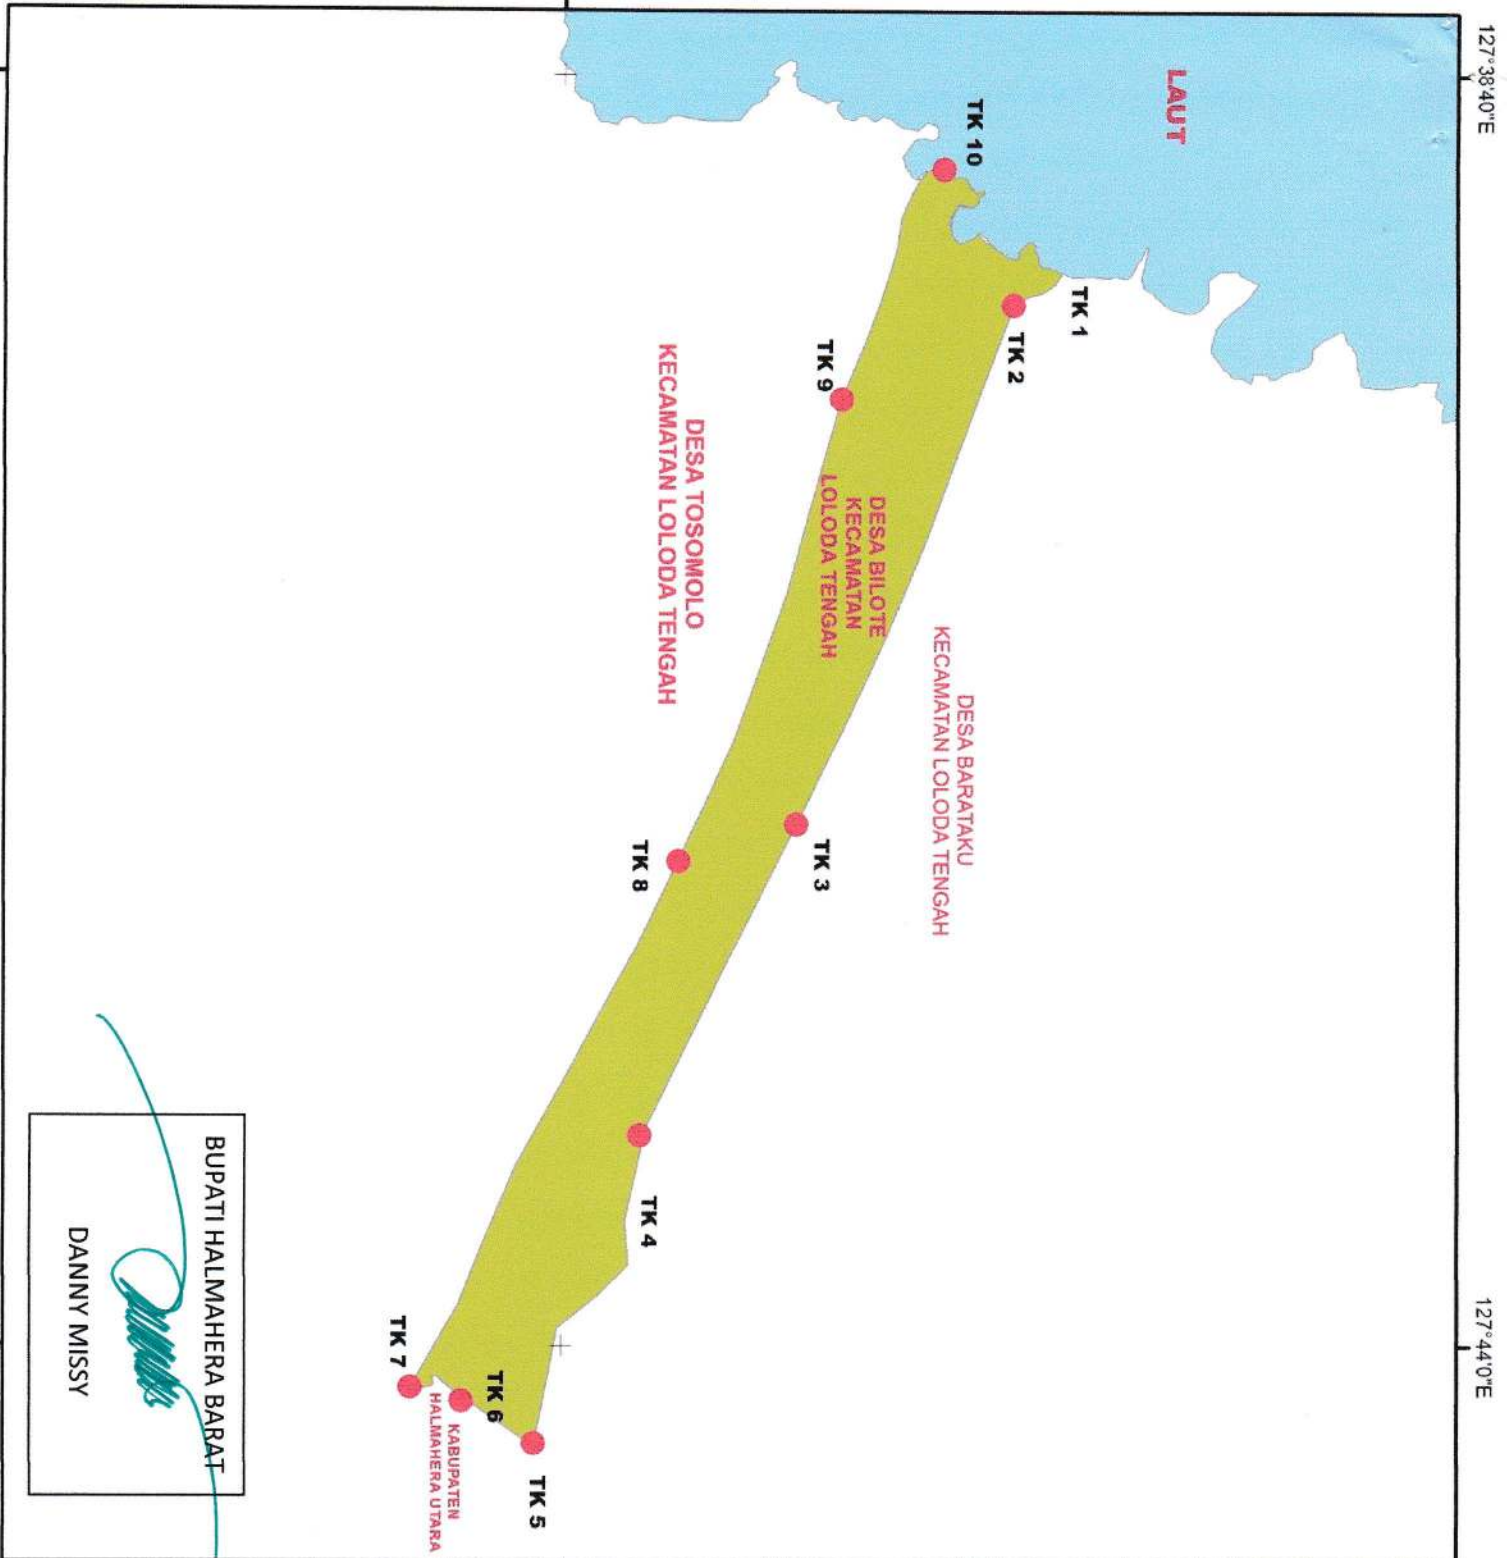 127°38'40"E
127°44'0"E
LAUT
TK 1
TK 10
TK 2
DESA BARATAKU
KECAMATAN LOLODA TENGAH
TK 9
DESA BILOTE
KECAMATAN
LOLODA TENGAH
TK 3
DESA TOSOMOLO
KECAMATAN LOLODA TENGAH
TK 8
TK 4
TK 5
TK 6
KABUPATEN
HALMAHERA UTARA
TK 7
BUPATI HALMAHERA BARAT
DANNY MISSY